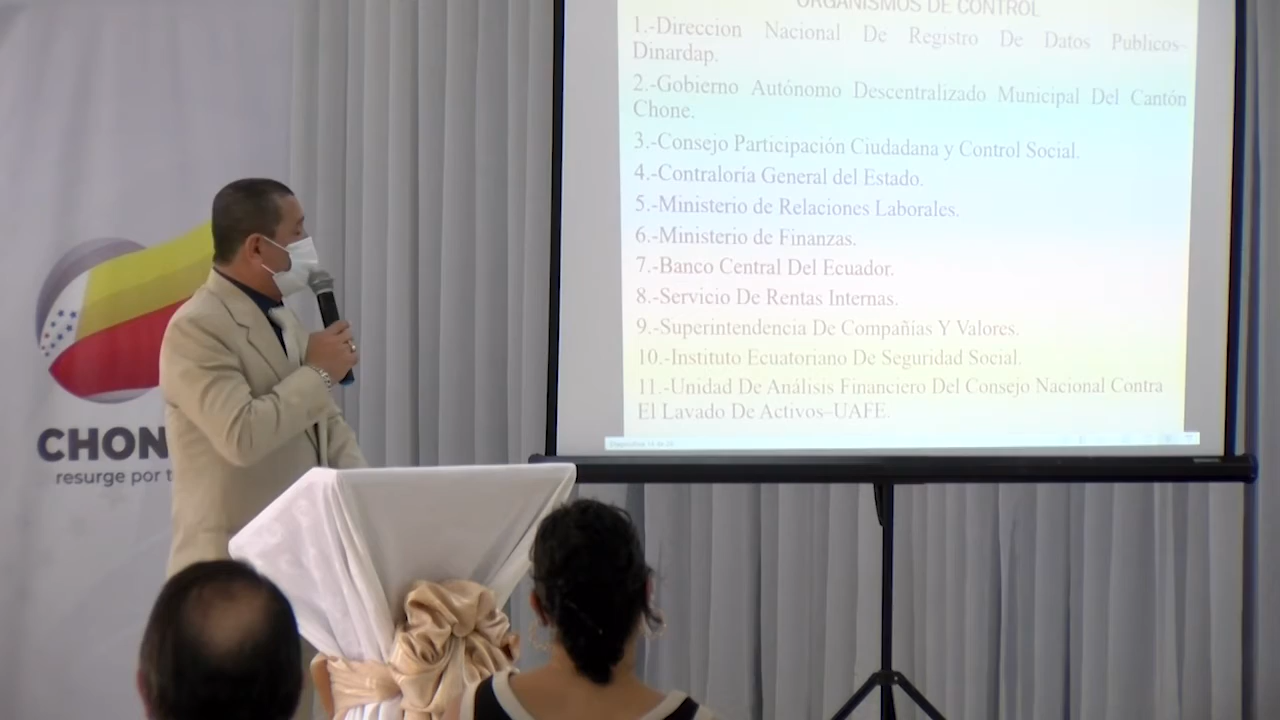 ORGANISMOS DE CONTROL
1.-Direccion Nacional De Registro De Datos Publicos–
Dinardap.
2.-Gobierno Autónomo Descentralizado Municipal Del Cantón
Chone.
3.-Consejo Participación Ciudadana y Control Social.
4.-Contraloría General del Estado.
5.-Ministerio de Relaciones Laborales.
6.-Ministerio de Finanzas.
7.-Banco Central Del Ecuador.
8.-Servicio De Rentas Internas.
9.-Superintendencia De Compañías Y Valores.
10.-Instituto Ecuatoriano De Seguridad Social.
11.-Unidad De Análisis Financiero Del Consejo Nacional Contra
El Lavado De Activos–UAFE.
CHON
resurge por t